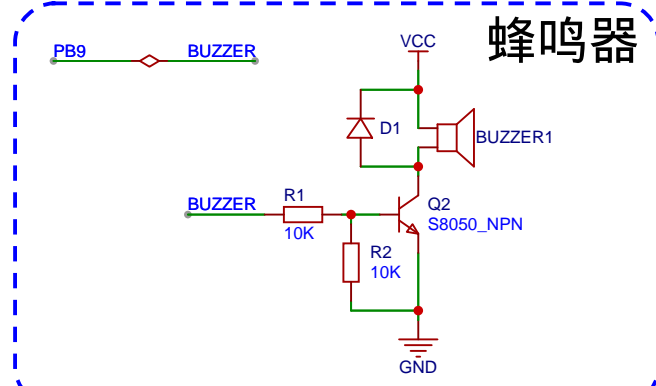 蜂鸣器
PB9
BUZZER
VCC
D1
BUZZER1
BUZZER
R1
10K
Q2
S8050_NPN
R2
10K
GND